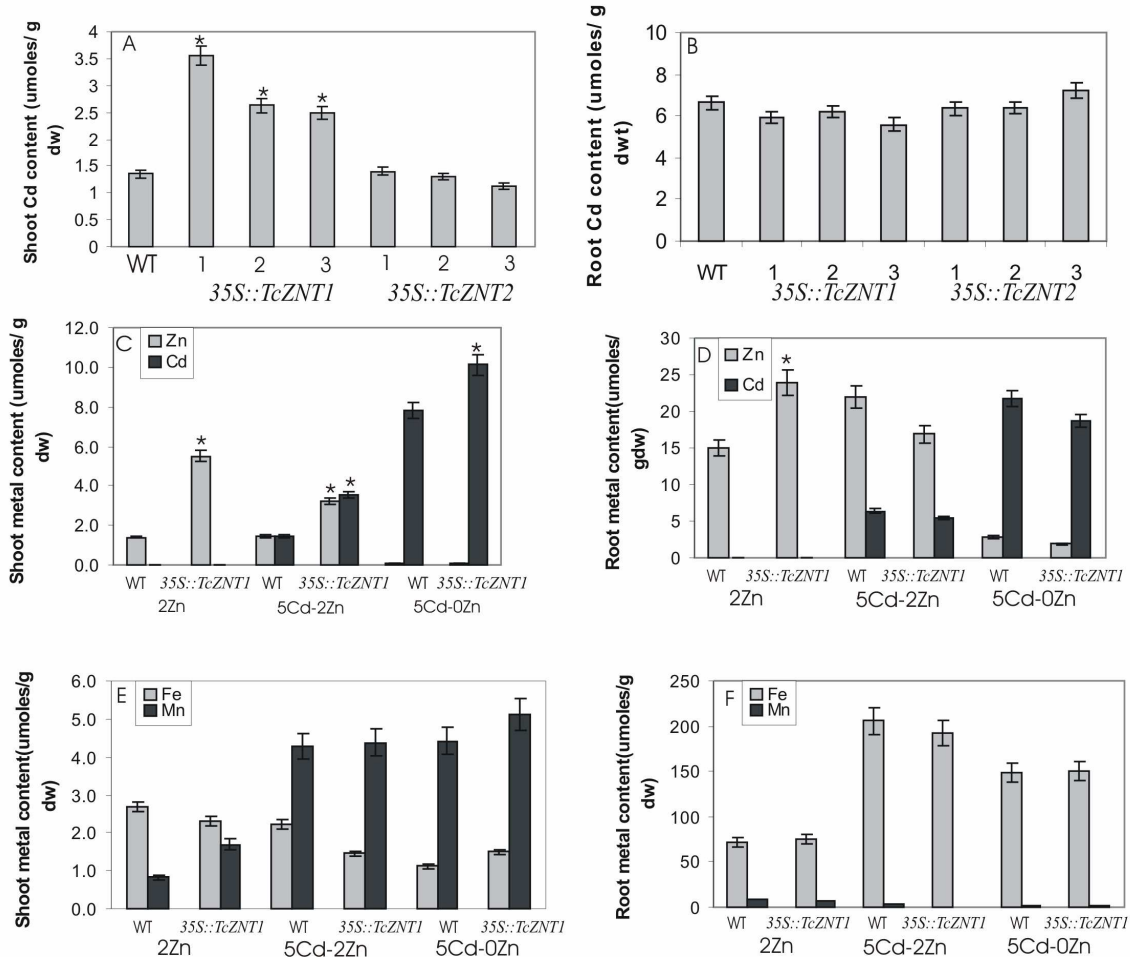 A
Shoot Cd content (umoles/ g
dw)
4
3.5
3
2.5
2
1.5
1
0.5
0
*
*
*
WT 1 2 3 1 2 3
35S::TcZNT1 35S::TcZNT2
B
Root Cd content (umoles/ g
dwt)
10
8
6
4
2
0
WT 1 2 3 1 2 3
35S::TcZNT1 35S::TcZNT2
C
Zn
Cd
Shoot metal content (umoles/ g
dw)
12.0
10.0
8.0
6.0
4.0
2.0
0.0
*
*
*
*
WT 35S::TcZNT1 WT 35S::TcZNT1 WT 35S::TcZNT1
2Zn 5Cd-2Zn 5Cd-0Zn
D
Zn
Cd
Root metal content(umoles/
gdw)
30
25
20
15
10
5
0
*
WT 35S::TcZNT1 WT 35S::TcZNT1 WT 35S::TcZNT1
2Zn 5Cd-2Zn 5Cd-0Zn
E
Fe
Mn
Shoot metal content(umoles/g
dw)
6.0
5.0
4.0
3.0
2.0
1.0
0.0
WT 35S::TcZNT1 WT 35S::TcZNT1 WT 35S::TcZNT1
2Zn 5Cd-2Zn 5Cd-0Zn
F
Fe
Mn
Root metal content(umoles/g
dw)
250
200
150
100
50
0
WT 35S::TcZNT1 WT 35S::TcZNT1 WT 35S::TcZNT1
2Zn 5Cd-2Zn 5Cd-0Zn